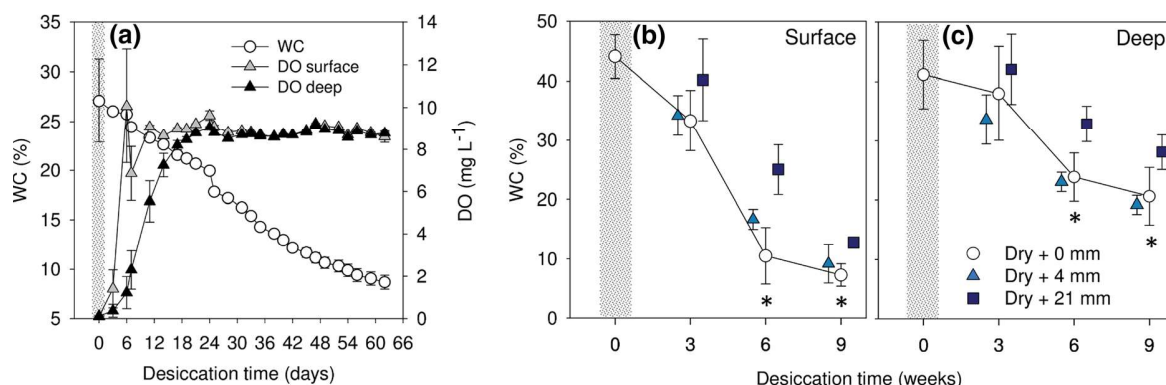 (a)
WC
DO surface
DO deep
35
30
25
20
15
10
5
WC (%)
14
12
10
8
6
4
2
0
DO (mg L-1)
0 6 12 18 24 30 36 42 48 54 60 66
Desiccation time (days)
(b) Surface
50
40
30
20
10
0
WC (%)
* *
0 3 6 9
(c) Deep
* *
Dry + 0 mm
Dry + 4 mm
Dry + 21 mm
0 3 6 9
Desiccation time (weeks)